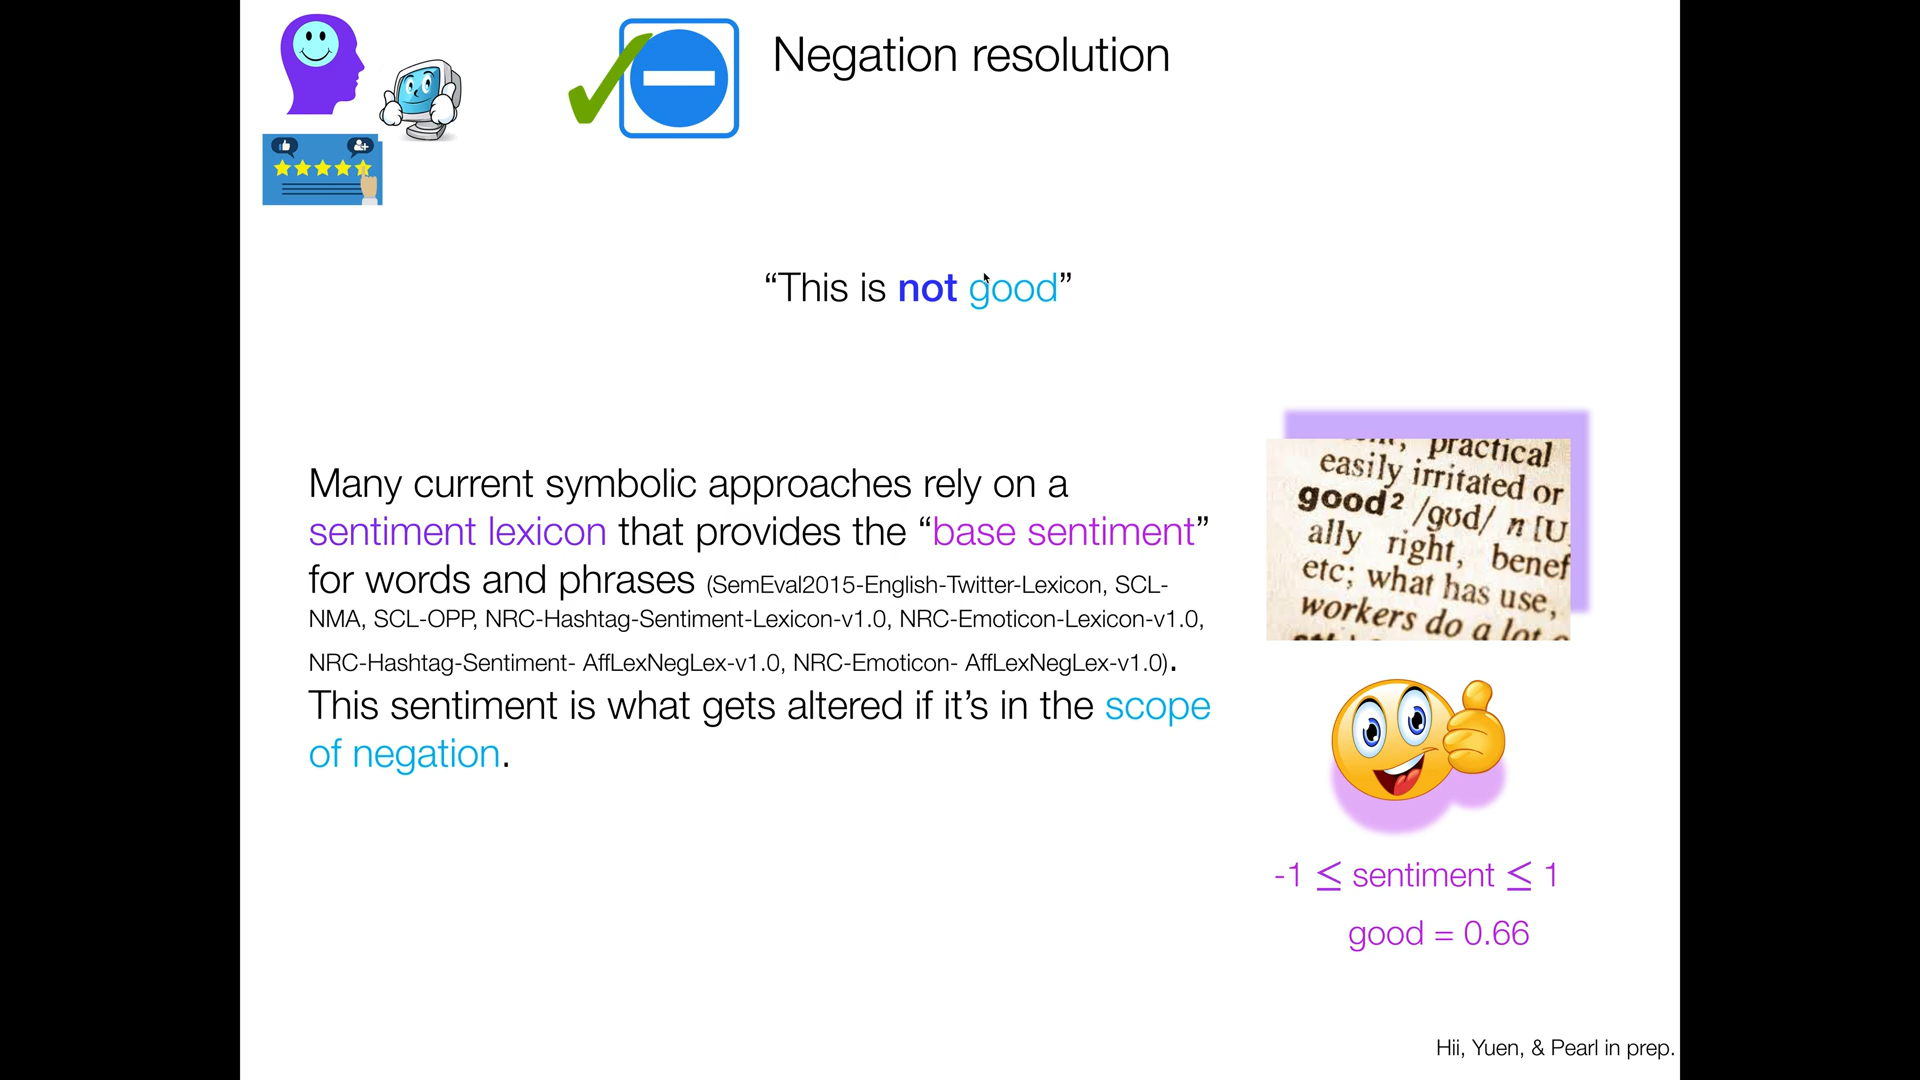 Negation resolution
“This is not good”
Many current symbolic approaches rely on a
sentiment lexicon that provides the “base sentiment”
for words and phrases (SemEval2015-English-Twitter-Lexicon, SCL-
NMA, SCL-OPP, NRC-Hashtag-Sentiment-Lexicon-v1.0, NRC-Emoticon-Lexicon-v1.0,
NRC-Hashtag-Sentiment- AffLexNegLex-v1.0, NRC-Emoticon- AffLexNegLex-v1.0).
This sentiment is what gets altered if it’s in the scope
of negation.
practical
easily irritated or
good² /gʊd/ n [U
ally right, benef
etc; what has use,
workers do a lot
-1 ≤ sentiment ≤ 1
good = 0.66
Hii, Yuen, & Pearl in prep.